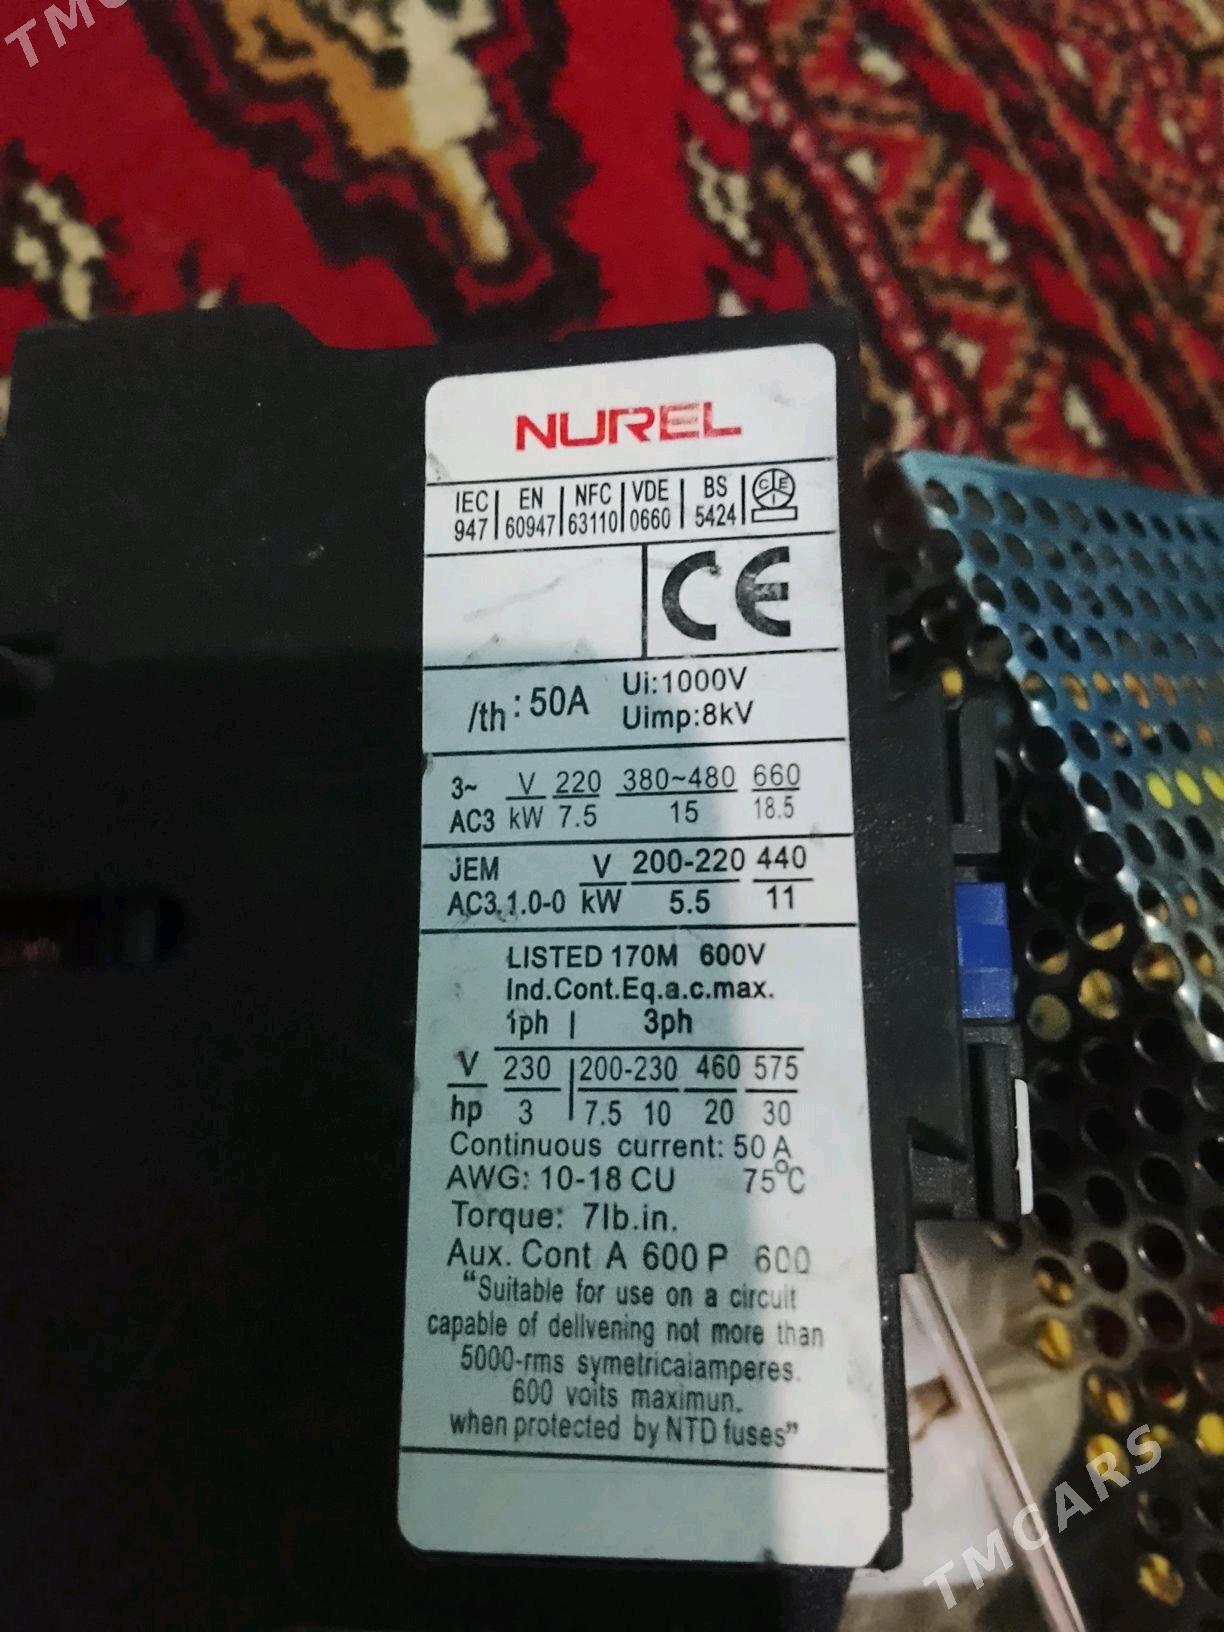 TMCARS
NUREL
IEC 947 | EN 60947 | NFC 63110 | VDE 0660 | BS 5424 | CEI
CE
Ith: 50A Ui:1000V
Uimp:8kV
3~ V 220 380~480 660
AC3 kW 7.5 15 18.5
JEM V 200-220 440
AC3,1.0-0 kW 5.5 11
LISTED 170M 600V
Ind.Cont.Eq.a.c.max.
1ph | 3ph
V 230 | 200-230 460 575
hp 3 | 7.5 10 20 30
Continuous current: 50 A
AWG: 10-18 CU 75°C
Torque: 7lb.in.
Aux. Cont A 600 P 600
“Suitable for use on a circuit
capable of delivening not more than
5000-rms symetricaiamperes.
600 voits maximun.
when protected by NTD fuses”
TMCARS